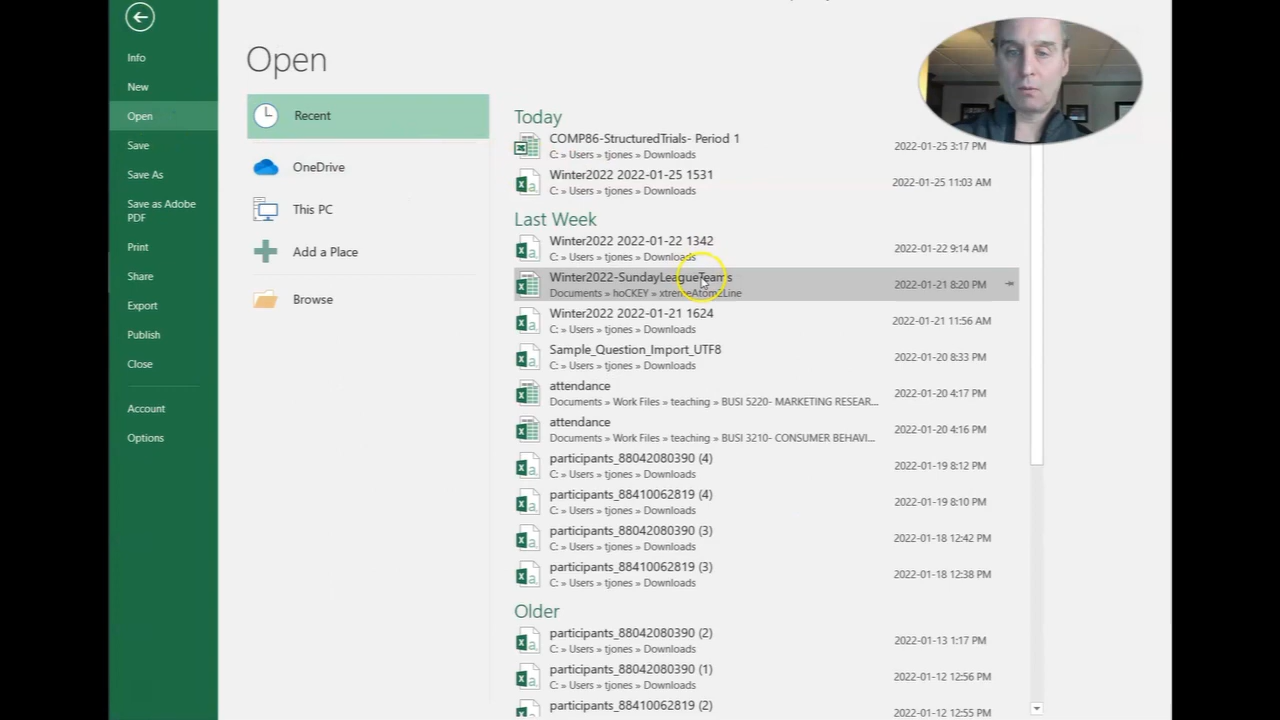 Info
New
Open
Save
Save As
Save as Adobe
PDF
Print
Share
Export
Publish
Close
Account
Options
Open
Recent
OneDrive
This PC
Add a Place
Browse
Today
COMP86-StructuredTrials- Period 1
C: » Users » tjones » Downloads
2022-01-25 3:17 PM
Winter2022 2022-01-25 1531
C: » Users » tjones » Downloads
2022-01-25 11:03 AM
Last Week
Winter2022 2022-01-22 1342
C: » Users » tjones » Downloads
2022-01-22 9:14 AM
Winter2022-SundayLeagueTeams
Documents » hoCKEY » xtremeAtom2Line
2022-01-21 8:20 PM
Winter2022 2022-01-21 1624
C: » Users » tjones » Downloads
2022-01-21 11:56 AM
Sample_Question_Import_UTF8
C: » Users » tjones » Downloads
2022-01-20 8:33 PM
attendance
Documents » Work Files » teaching » BUSI 5220- MARKETING RESEAR...
2022-01-20 4:17 PM
attendance
Documents » Work Files » teaching » BUSI 3210- CONSUMER BEHAVI...
2022-01-20 4:16 PM
participants_88042080390 (4)
C: » Users » tjones » Downloads
2022-01-19 8:12 PM
participants_88410062819 (4)
C: » Users » tjones » Downloads
2022-01-19 8:10 PM
participants_88042080390 (3)
C: » Users » tjones » Downloads
2022-01-18 12:42 PM
participants_88410062819 (3)
C: » Users » tjones » Downloads
2022-01-18 12:38 PM
Older
participants_88042080390 (2)
C: » Users » tjones » Downloads
2022-01-13 1:17 PM
participants_88042080390 (1)
C: » Users » tjones » Downloads
2022-01-12 12:56 PM
participants_88410062819 (2)
2022-01-12 12:55 PM